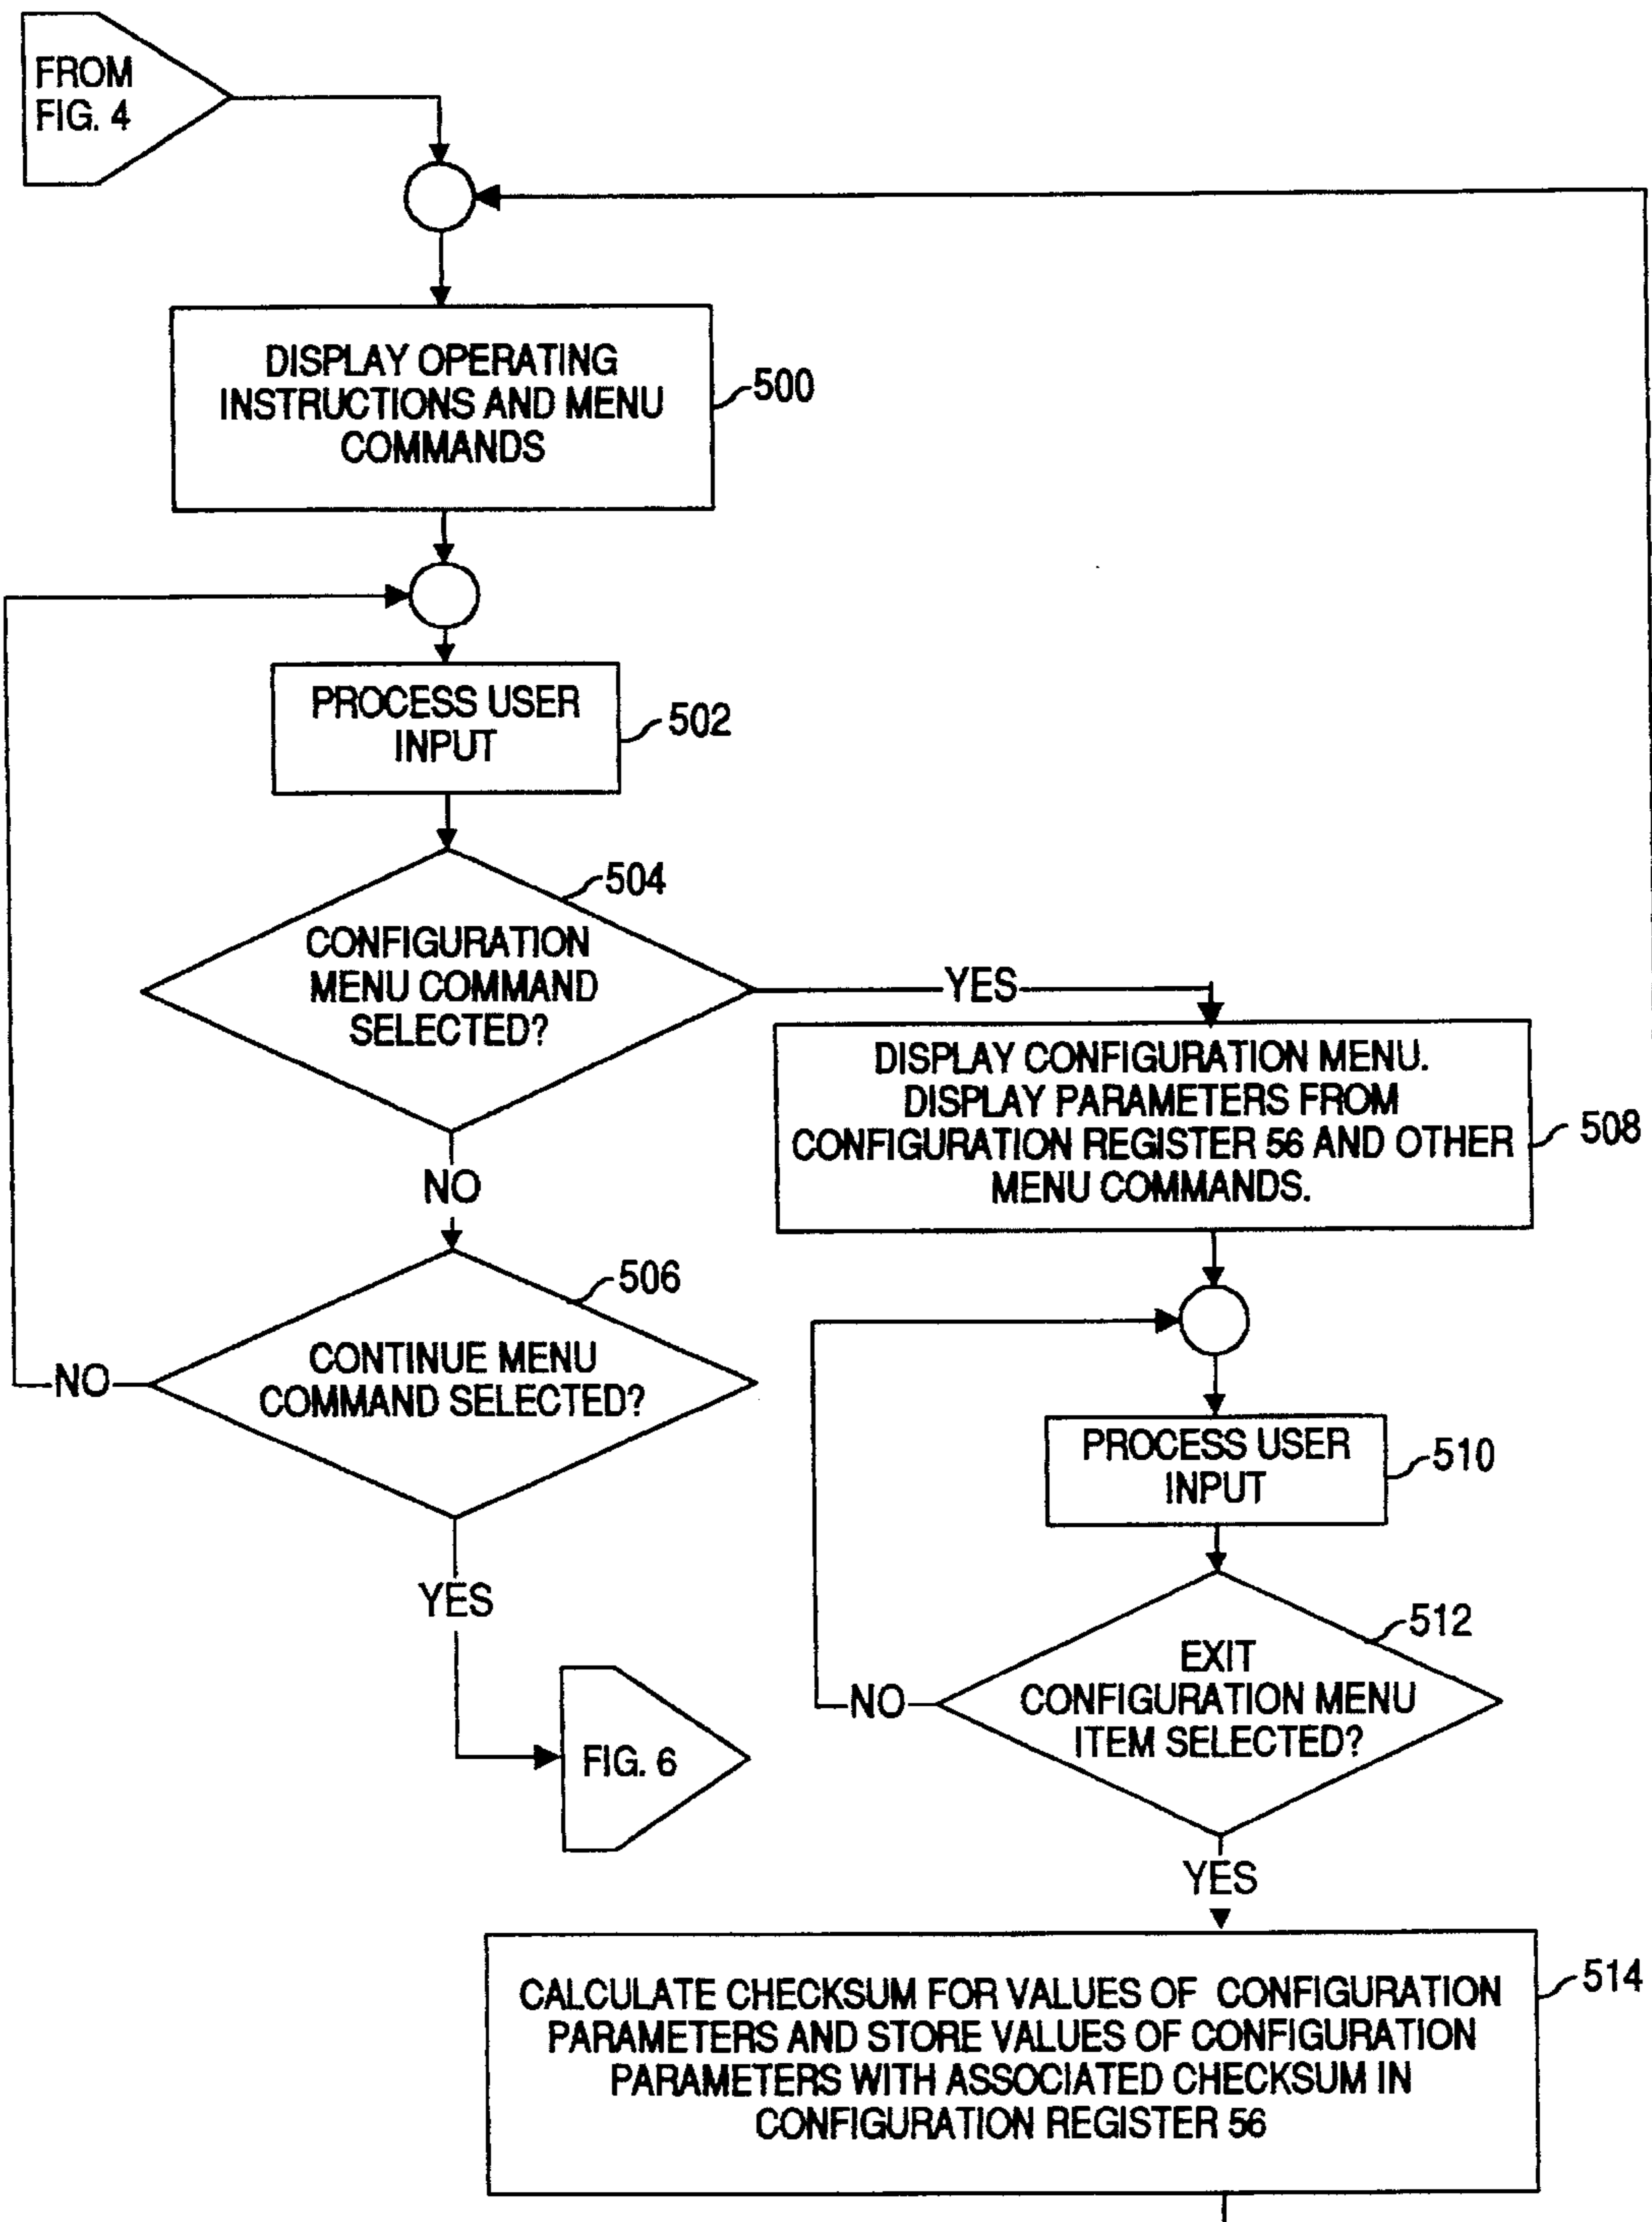 FROM
FIG. 4
DISPLAY OPERATING
INSTRUCTIONS AND MENU
COMMANDS
500
PROCESS USER
INPUT
502
504
CONFIGURATION
MENU COMMAND
SELECTED?
YES
NO
DISPLAY CONFIGURATION MENU.
DISPLAY PARAMETERS FROM
CONFIGURATION REGISTER 56 AND OTHER
MENU COMMANDS.
508
506
CONTINUE MENU
COMMAND SELECTED?
NO
YES
FIG. 6
PROCESS USER
INPUT
510
512
EXIT
CONFIGURATION MENU
ITEM SELECTED?
NO
YES
CALCULATE CHECKSUM FOR VALUES OF CONFIGURATION
PARAMETERS AND STORE VALUES OF CONFIGURATION
PARAMETERS WITH ASSOCIATED CHECKSUM IN
CONFIGURATION REGISTER 56
514